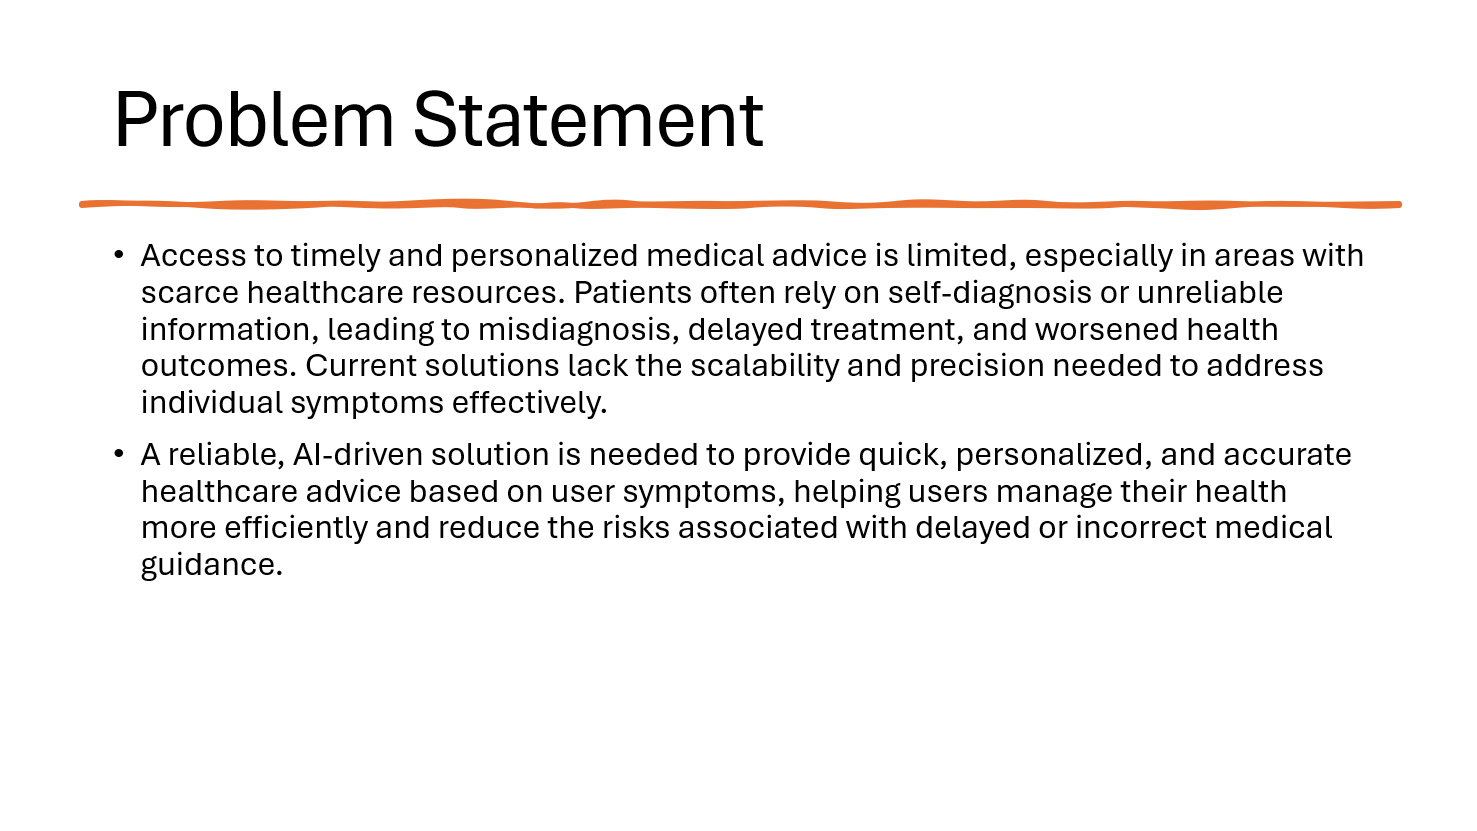 Problem Statement
• Access to timely and personalized medical advice is limited, especially in areas with
scarce healthcare resources. Patients often rely on self-diagnosis or unreliable
information, leading to misdiagnosis, delayed treatment, and worsened health
outcomes. Current solutions lack the scalability and precision needed to address
individual symptoms effectively.
• A reliable, AI-driven solution is needed to provide quick, personalized, and accurate
healthcare advice based on user symptoms, helping users manage their health
more efficiently and reduce the risks associated with delayed or incorrect medical
guidance.